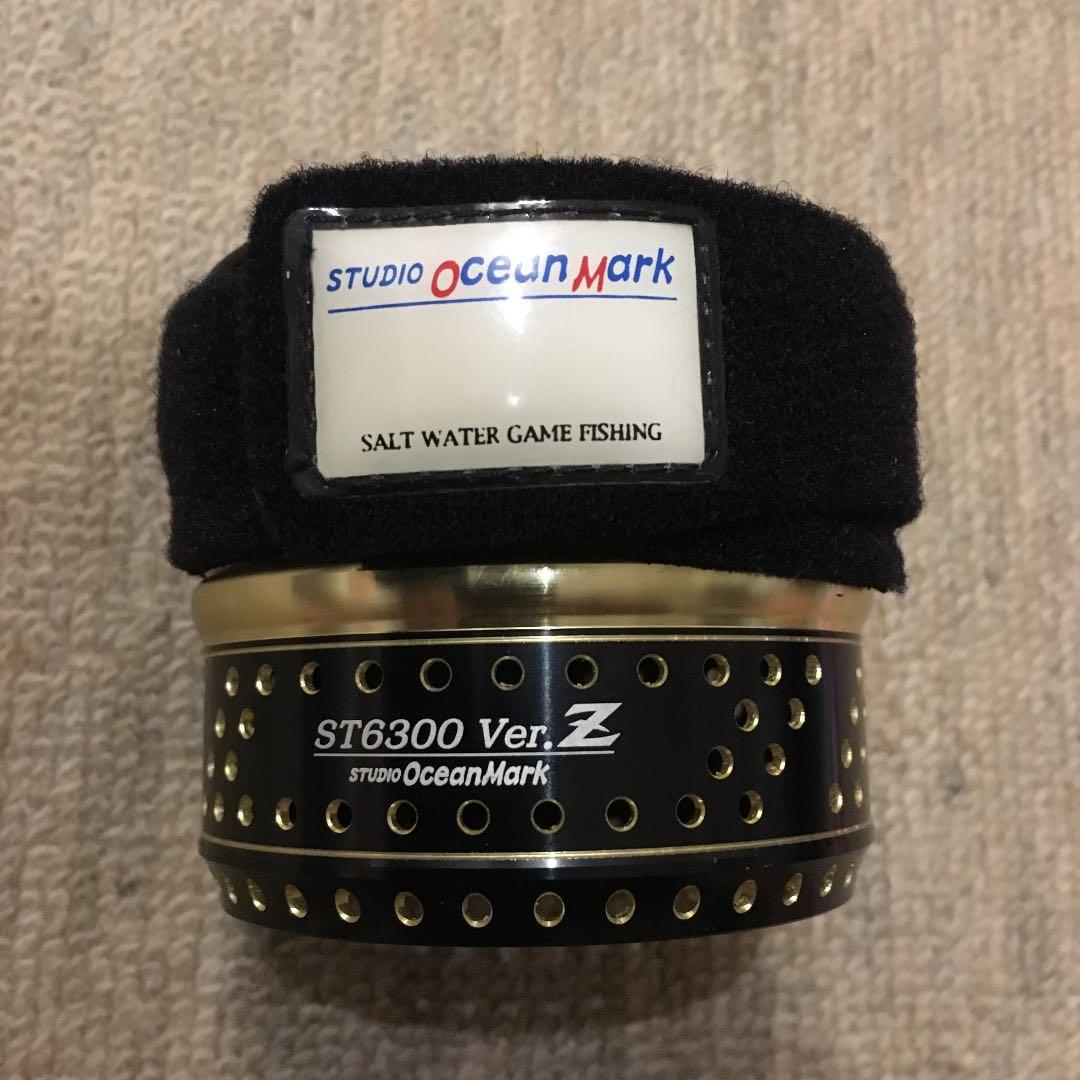 STUDIO OceanMark
SALT WATER GAME FISHING
ST6300 Ver.Z
STUDIO OceanMark